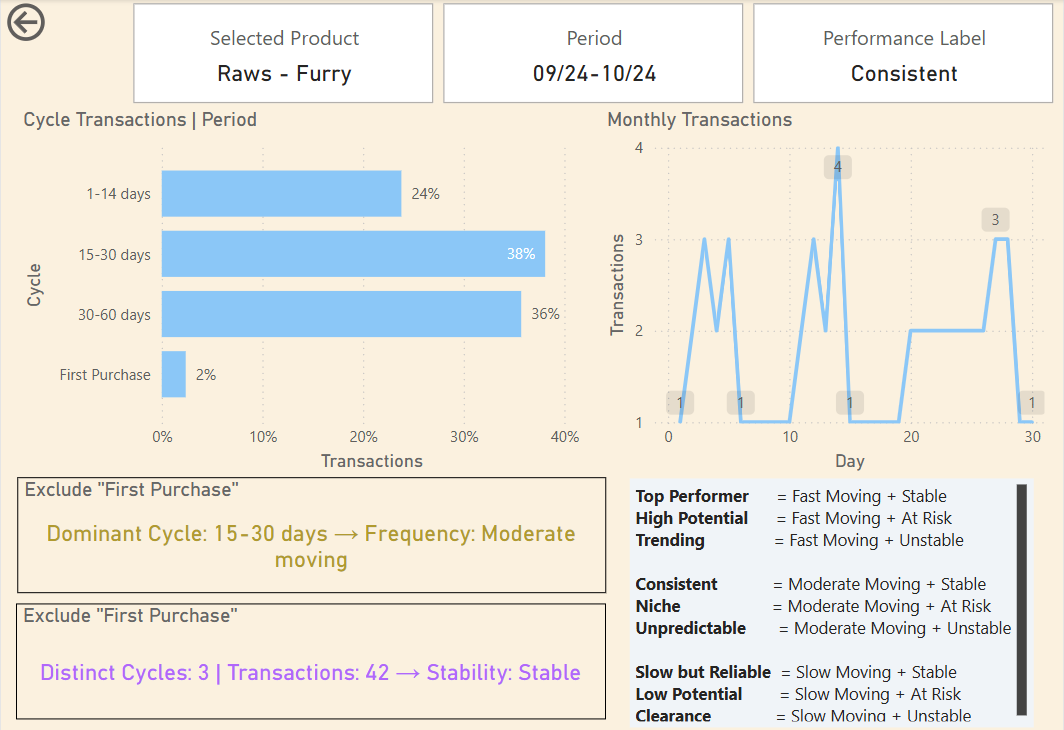 Selected Product
Raws - Furry
Period
09/24-10/24
Performance Label
Consistent
Cycle Transactions | Period
Cycle
1-14 days
24%
15-30 days
38%
30-60 days
36%
First Purchase
2%
0% 10% 20% 30% 40%
Transactions
Monthly Transactions
Transactions
4
3
2
1
1
1
4
1
3
1
0 10 20 30
Day
Exclude "First Purchase"
Dominant Cycle: 15-30 days → Frequency: Moderate
moving
Exclude "First Purchase"
Distinct Cycles: 3 | Transactions: 42 → Stability: Stable
Top Performer = Fast Moving + Stable
High Potential = Fast Moving + At Risk
Trending = Fast Moving + Unstable
Consistent = Moderate Moving + Stable
Niche = Moderate Moving + At Risk
Unpredictable = Moderate Moving + Unstable
Slow but Reliable = Slow Moving + Stable
Low Potential = Slow Moving + At Risk
Clearance = Slow Moving + Unstable